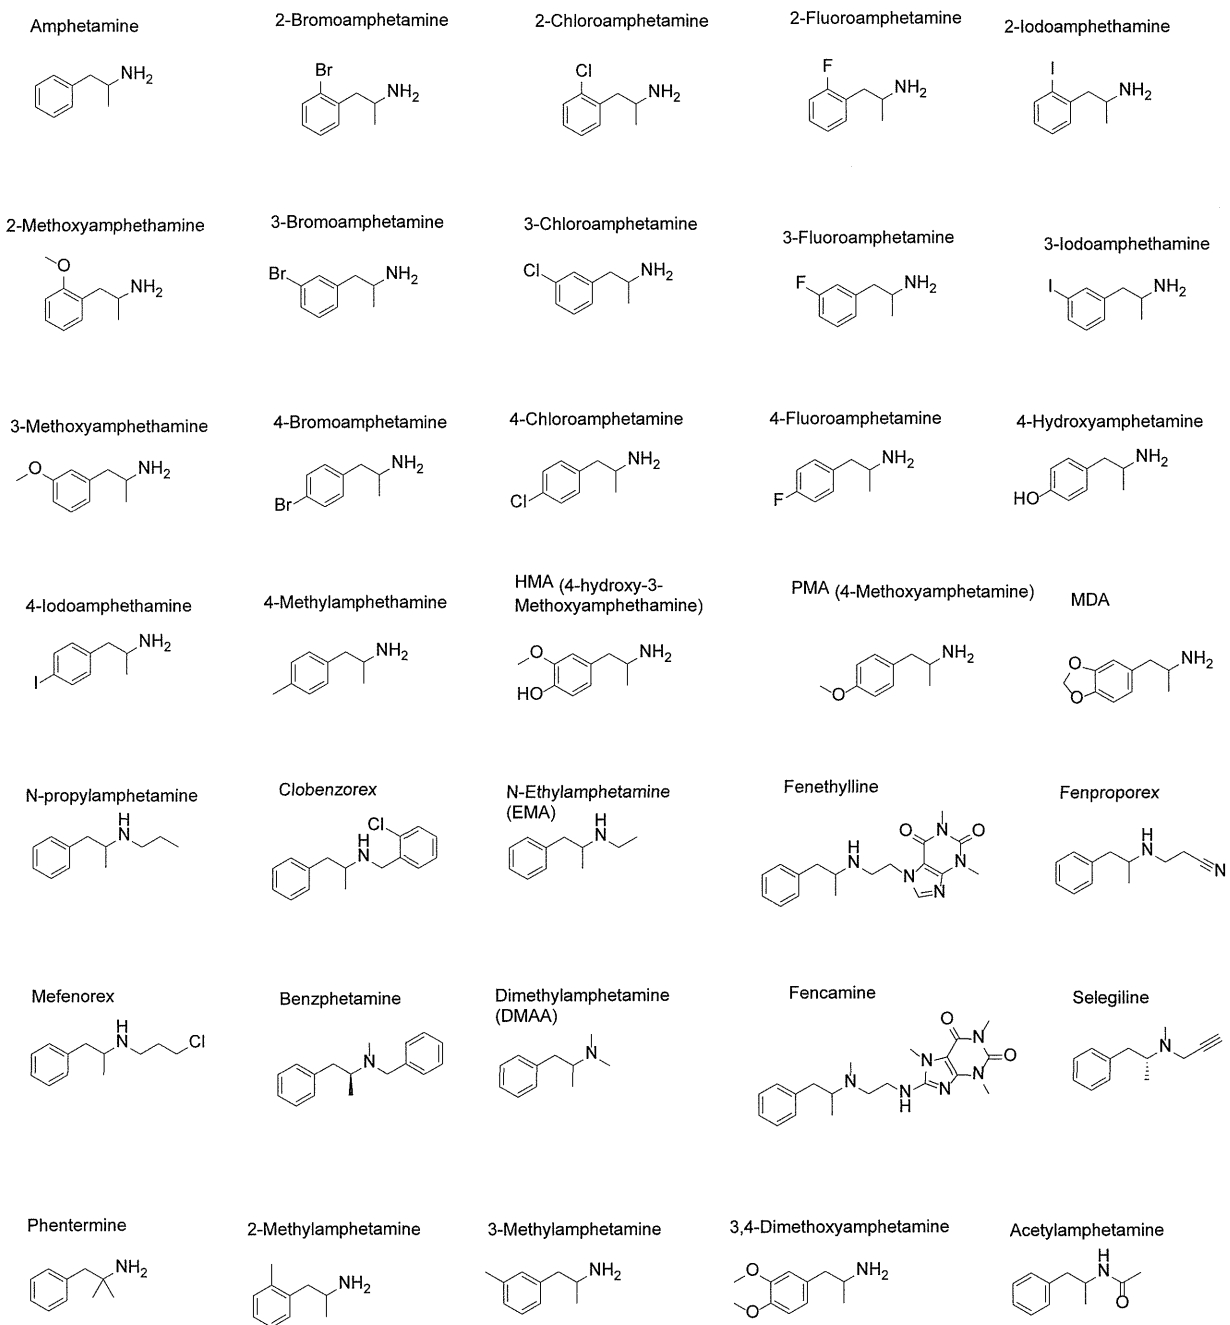 Amphetamine
2-Bromoamphetamine
2-Chloroamphetamine
2-Fluoroamphetamine
2-Iodoamphethamine
NH2
Br
NH2
Cl
NH2
F
NH2
I
NH2
2-Methoxyamphethamine
3-Bromoamphetamine
3-Chloroamphetamine
3-Fluoroamphetamine
3-Iodoamphethamine
O
NH2
Br
NH2
Cl
NH2
F
NH2
I
NH2
3-Methoxyamphethamine
4-Bromoamphetamine
4-Chloroamphetamine
4-Fluoroamphetamine
4-Hydroxyamphetamine
O
NH2
Br
NH2
Cl
NH2
F
NH2
HO
NH2
4-Iodoamphethamine
4-Methylamphethamine
HMA (4-hydroxy-3-
Methoxyamphethamine)
PMA (4-Methoxyamphetamine)
MDA
I
NH2
NH2
O
HO
NH2
O
NH2
O
O
NH2
N-propylamphetamine
Clobenzorex
N-Ethylamphetamine
(EMA)
Fenethylline
Fenproporex
H
N
H
N
Cl
H
N
H
N
O
N
O
N
N
N
H
N
N
Mefenorex
Benzphetamine
Dimethylamphetamine
(DMAA)
Fencamine
Selegiline
H
N
Cl
N
N
N
N
H
N
N
O
N
O
N
N
Phentermine
2-Methylamphetamine
3-Methylamphetamine
3,4-Dimethoxyamphetamine
Acetylamphetamine
NH2
NH2
NH2
O
O
NH2
H
N
O